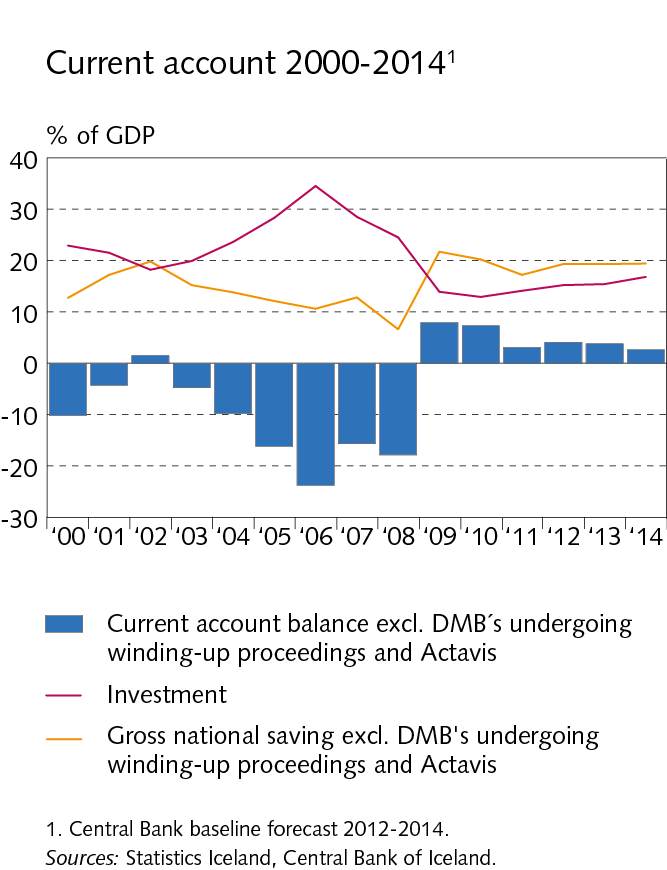 Current account 2000-2014¹
% of GDP
40
30
20
10
0
-10
-20
-30
‘00 ‘01 ‘02 ‘03 ‘04 ‘05 ‘06 ‘07 ‘08 ‘09 ‘10 ‘11 ‘12 ‘13 ‘14
Current account balance excl. DMB´s undergoing
winding-up proceedings and Actavis
Investment
Gross national saving excl. DMB's undergoing
winding-up proceedings and Actavis
1. Central Bank baseline forecast 2012-2014.
Sources: Statistics Iceland, Central Bank of Iceland.